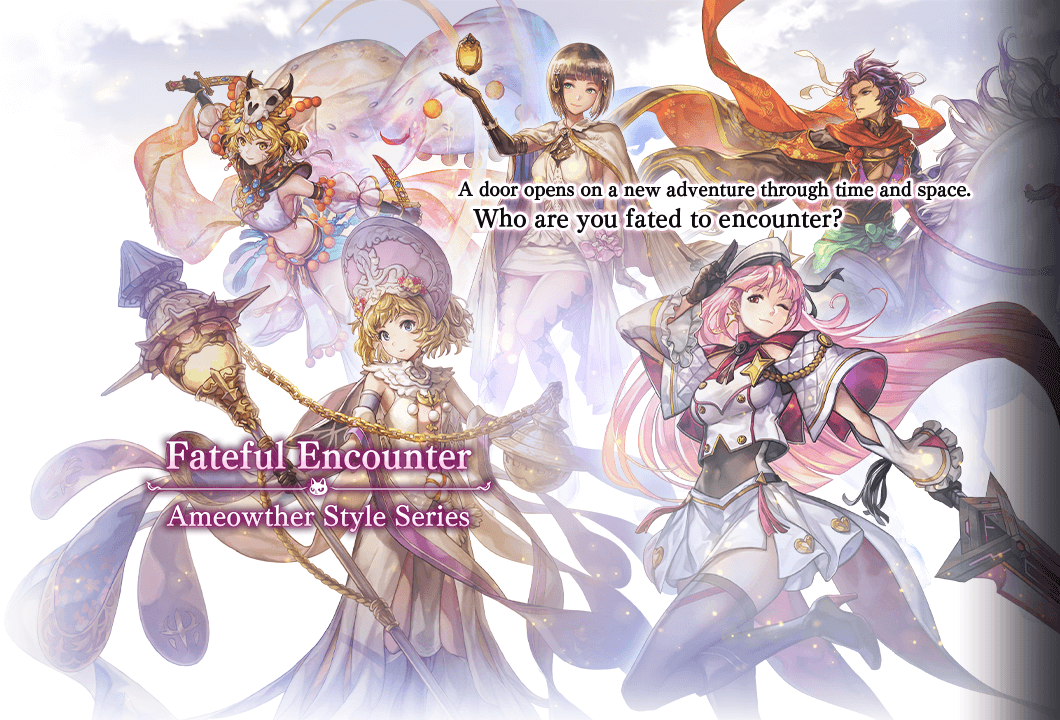 A door opens on a new adventure through time and space.
Who are you fated to encounter?
Fateful Encounter
Ameowther Style Series